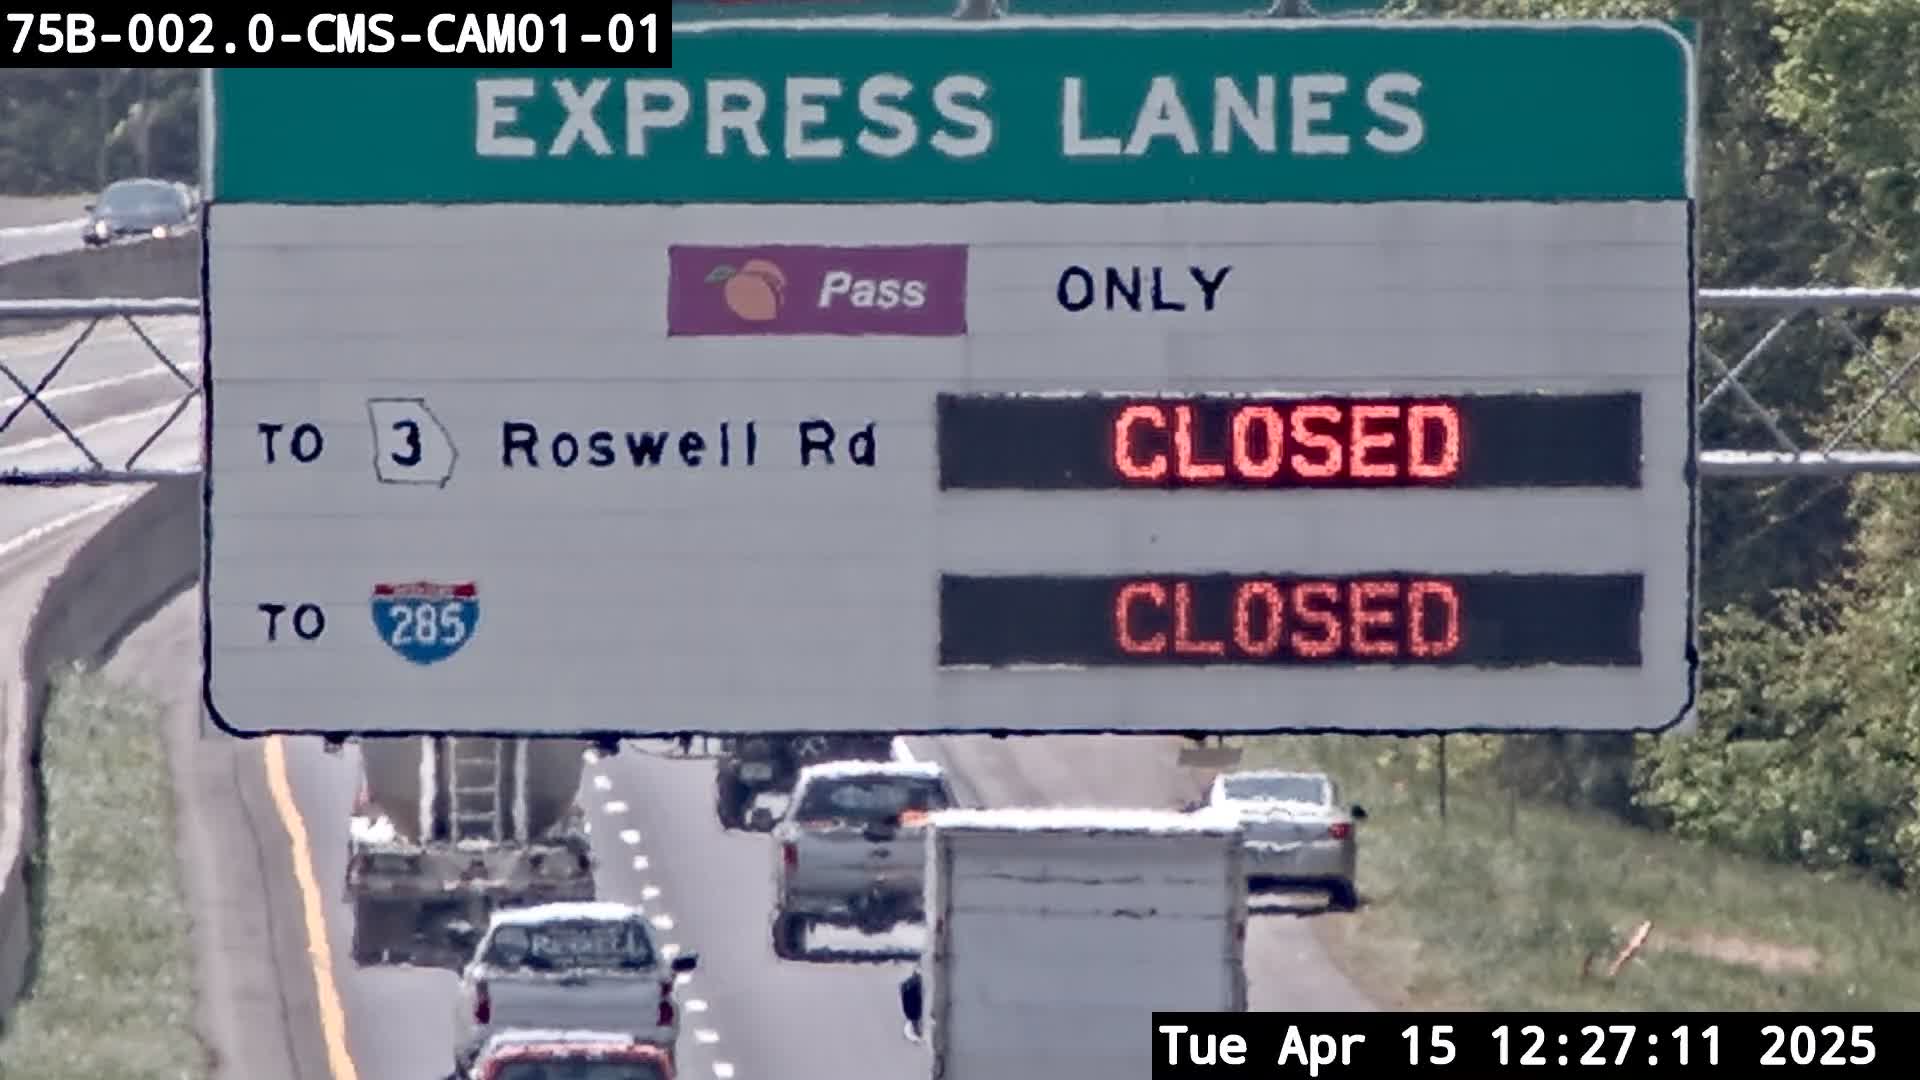 75B-002.0-CMS-CAM01-01
EXPRESS LANES
Pass ONLY
TO 3 Roswell Rd CLOSED
TO 285 CLOSED
Tue Apr 15 12:27:11 2025